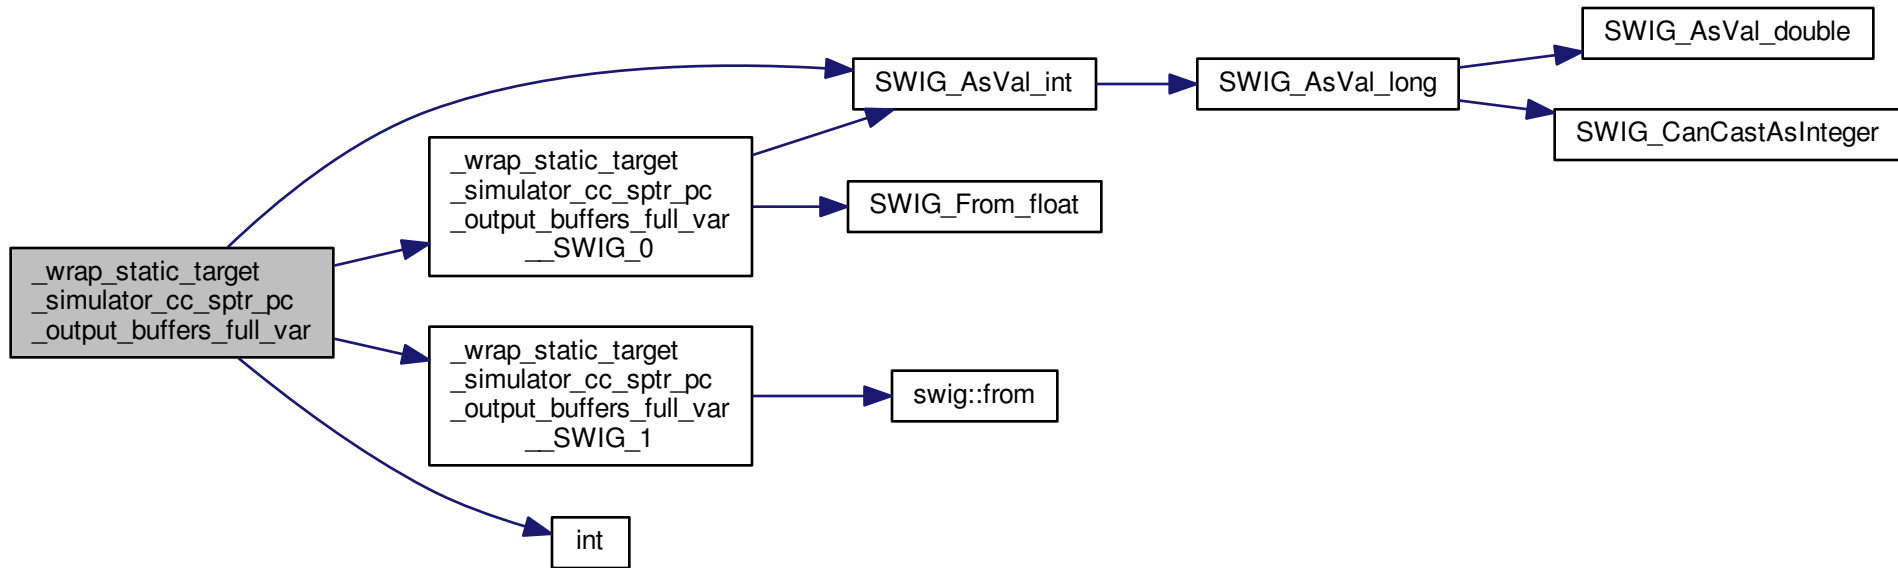 _wrap_static_target
_simulator_cc_sptr_pc
_output_buffers_full_var
_wrap_static_target
_simulator_cc_sptr_pc
_output_buffers_full_var
__SWIG_0
_wrap_static_target
_simulator_cc_sptr_pc
_output_buffers_full_var
__SWIG_1
int
SWIG_AsVal_int
SWIG_From_float
swig::from
SWIG_AsVal_long
SWIG_AsVal_double
SWIG_CanCastAsInteger